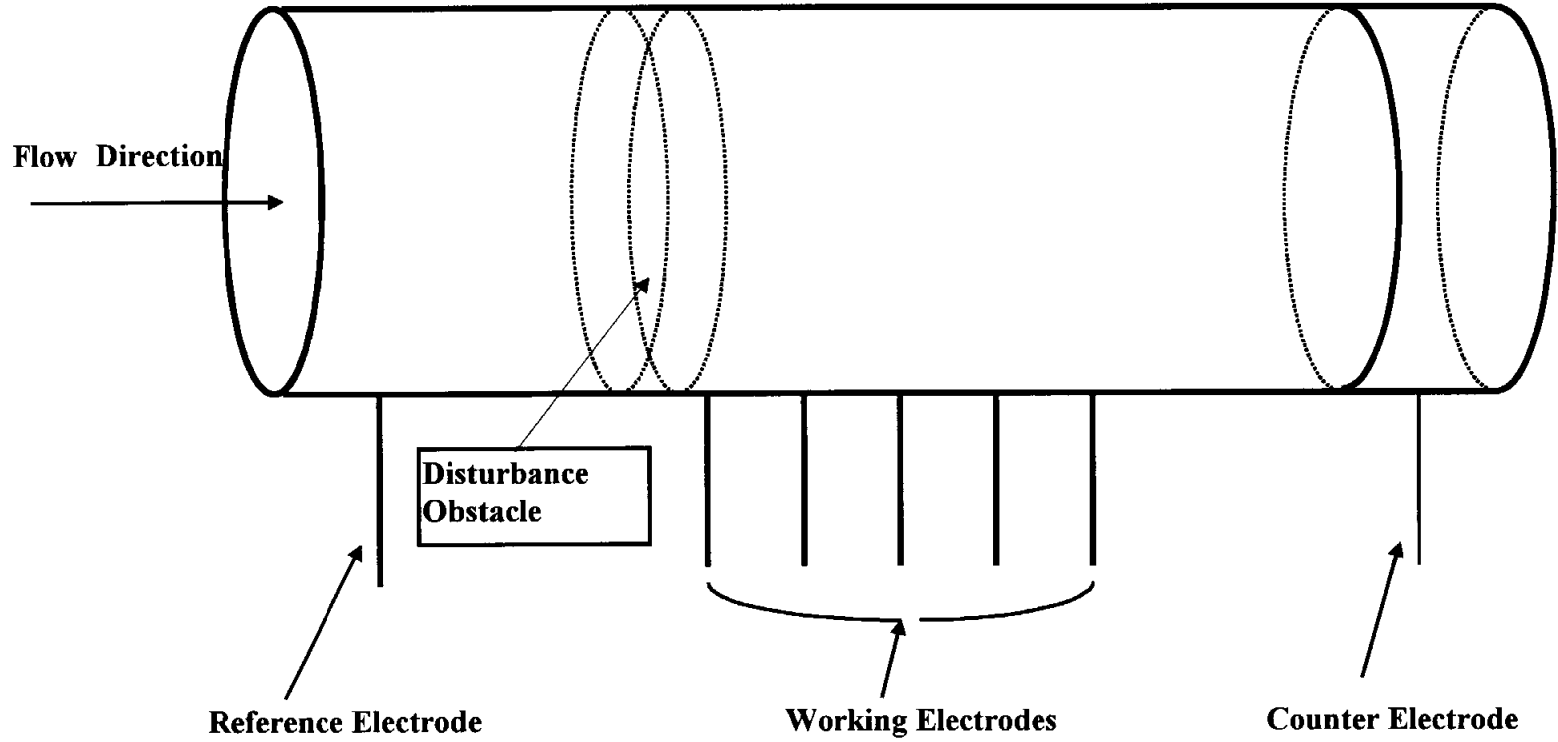 Flow Direction
Disturbance
Obstacle
Reference Electrode
Working Electrodes
Counter Electrode